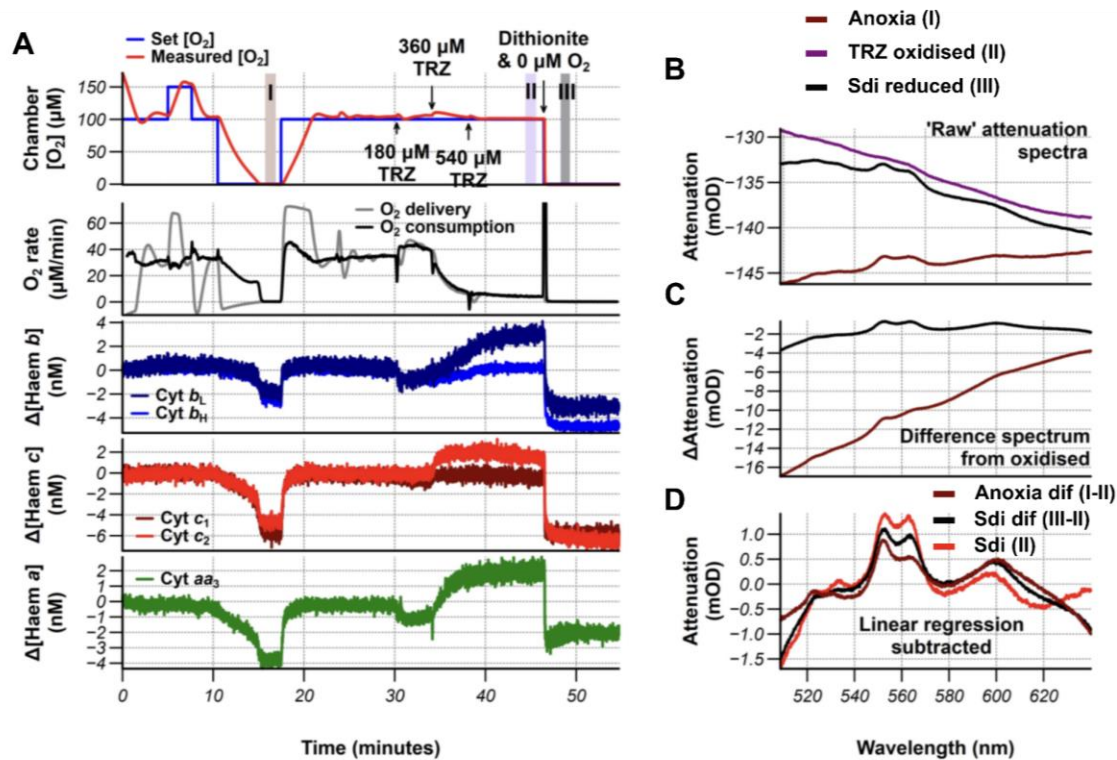 A
Set [O₂]
Measured [O₂]
360 µM
TRZ
Dithionite
& 0 µM O₂
I
II
III
180 µM
TRZ
540 µM
TRZ
Chamber
[O₂] (µM)
150
100
50
0
O₂ delivery
O₂ consumption
O₂ rate
(µM/min)
80
40
20
0
Δ[Haem b]
(nM)
4
2
0
−2
−4
Cyt bL
Cyt bH
Δ[Haem c]
(nM)
2
0
−2
−4
−6
Cyt c₁
Cyt c₂
Δ[Haem a]
(nM)
2
1
0
−1
−2
−3
−4
Cyt aa₃
0 10 20 30 40 50
Time (minutes)
Anoxia (I)
TRZ oxidised (II)
Sdi reduced (III)
B
'Raw' attenuation
spectra
Attenuation
(mOD)
−130
−135
−140
−145
C
ΔAttenuation
(mOD)
−2
−4
−6
−8
−10
−12
−14
−16
Difference spectrum
from oxidised
D
Anoxia dif (I-II)
Sdi dif (III-II)
Sdi (II)
Attenuation
(mOD)
1.0
0.5
0.0
−0.5
−1.0
−1.5
Linear regression
subtracted
520 540 560 580 600 620
Wavelength (nm)